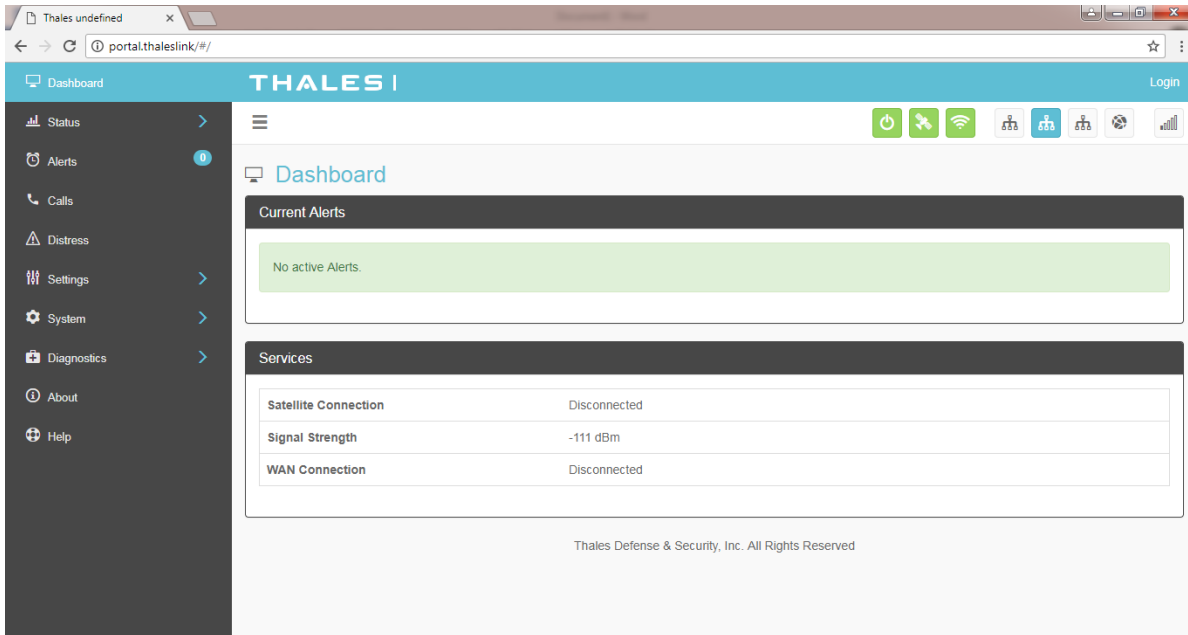 Thales undefined
portal.thaleslink/#/
Dashboard
THALES
Login
Status
Alerts 0
Calls
Distress
Settings
System
Diagnostics
About
Help
Dashboard
Current Alerts
No active Alerts.
Services
Satellite Connection Disconnected
Signal Strength -111 dBm
WAN Connection Disconnected
Thales Defense & Security, Inc. All Rights Reserved